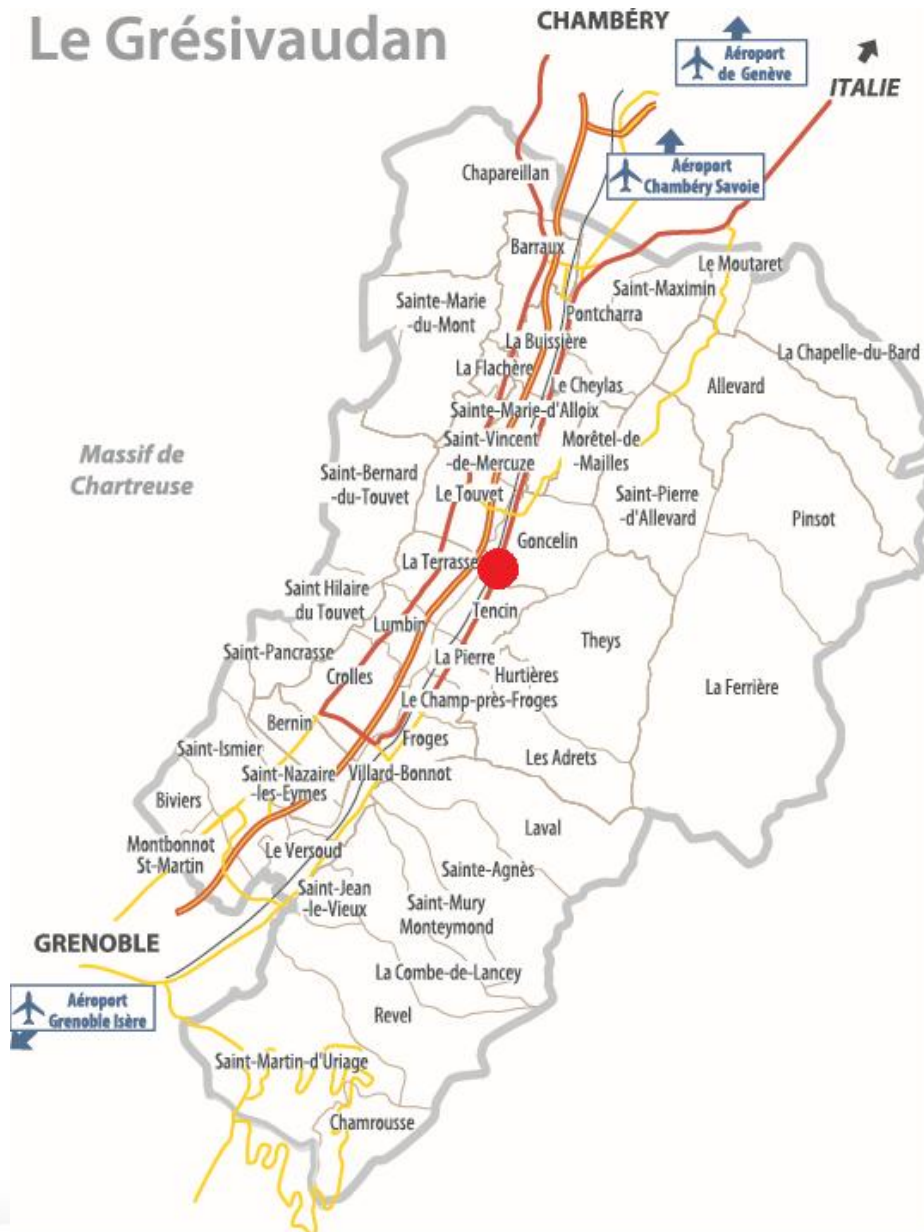 Le Grésivaudan
CHAMBÉRY
Aéroport
de Genève
ITALIE
Aéroport
Chambéry Savoie
Chapareillan
Barraux
Le Moutaret
Saint-Maximin
Sainte-Marie
-du-Mont
Pontcharra
La Buissière
La Chapelle-du-Bard
La Flachère
Le Cheylas
Allevard
Sainte-Marie-d'Alloix
Saint-Vincent
-de-Mercuze
Morêtel-de
-Mailles
Massif de
Chartreuse
Saint-Bernard
-du-Touvet
Le Touvet
Saint-Pierre
-d'Allevard
Pinsot
Goncelin
La Terrasse
Saint Hilaire
du Touvet
Tencin
Lumbin
Theys
Saint-Pancrasse
La Pierre
Crolles
Hurtières
La Ferrière
Le Champ-près-Froges
Bernin
Froges
Saint-Ismier
Les Adrets
Saint-Nazaire
-les-Eymes
Villard-Bonnot
Biviers
Laval
Montbonnot
St-Martin
Le Versoud
Sainte-Agnès
Saint-Jean
-le-Vieux
Saint-Mury
Monteymond
GRENOBLE
La Combe-de-Lancey
Aéroport
Grenoble Isère
Revel
Saint-Martin-d'Uriage
Chamrousse